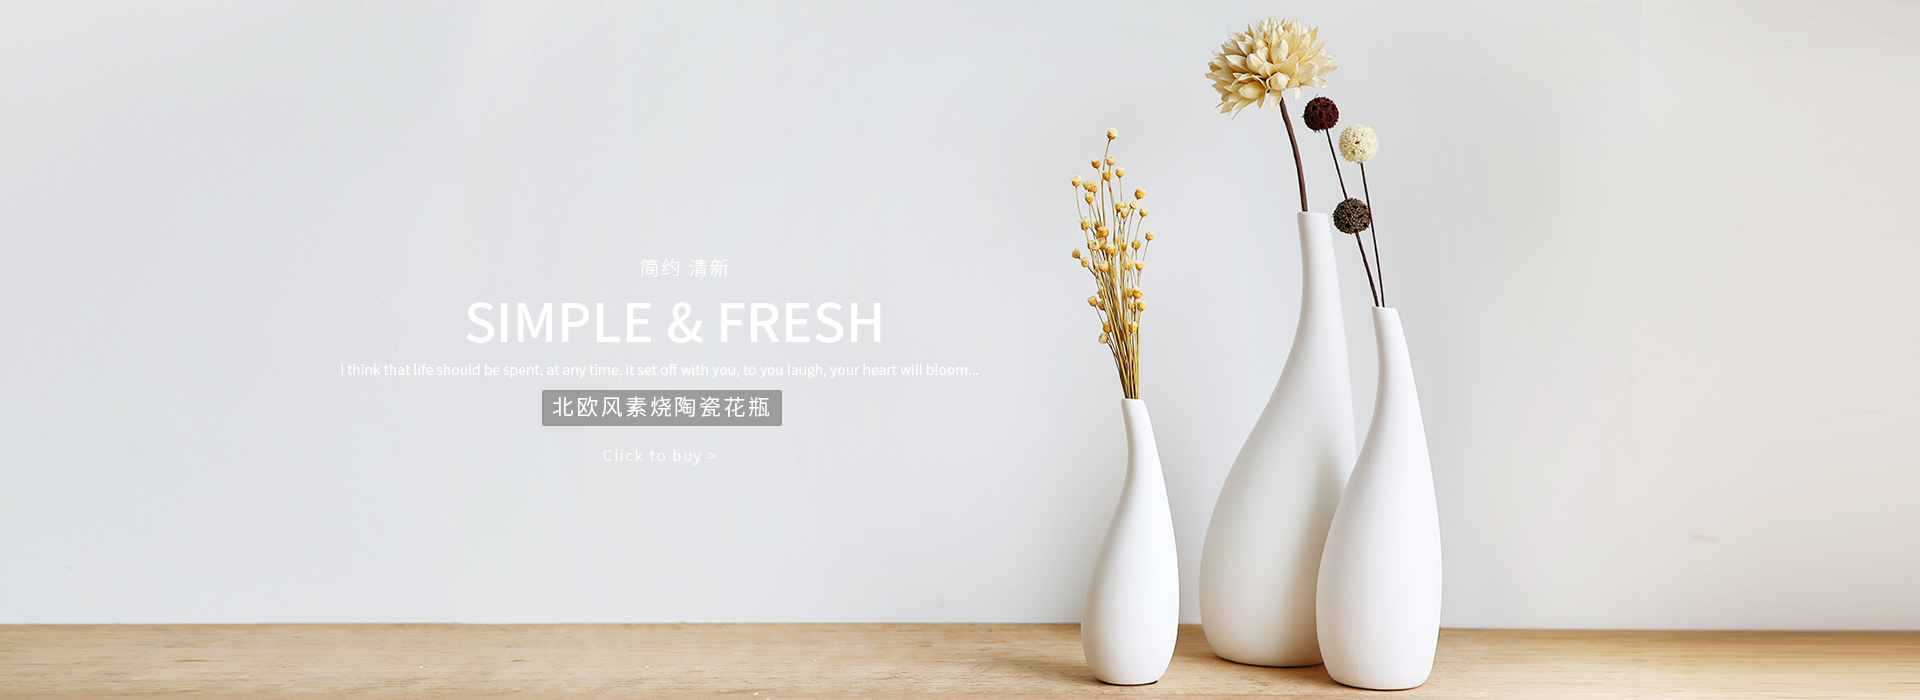 简约 清新
SIMPLE & FRESH
I think that life should be spent, at any time, it set off with you, to you laugh, your heart will bloom...
北欧风素烧陶瓷花瓶
Click to buy >